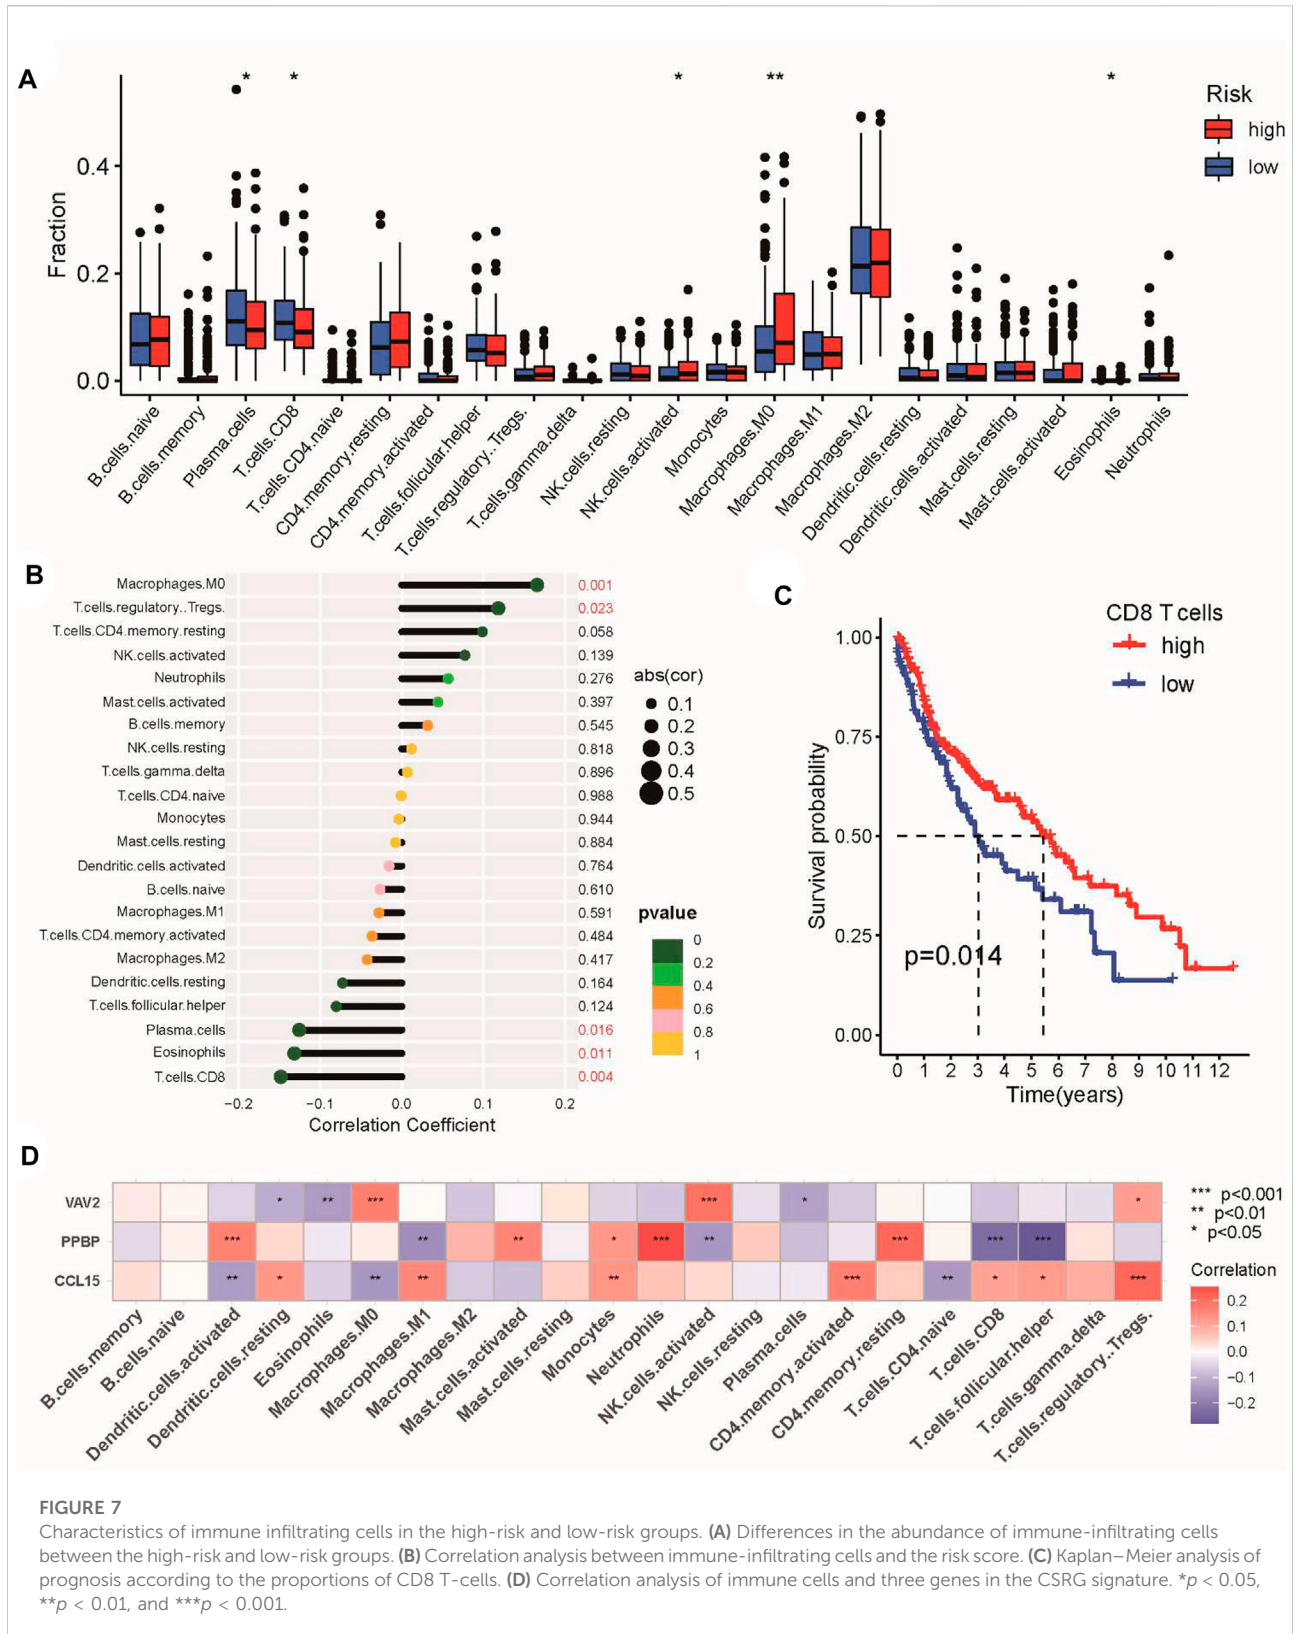 A
* * * ** *
Risk
high
low
Fraction
0.4
0.2
0.0
B.cells.naive
B.cells.memory
Plasma.cells
T.cells.CD8
T.cells.CD4.naive
CD4.memory.resting
CD4.memory.activated
T.cells.follicular.helper
T.cells.regulatory..Tregs.
T.cells.gamma.delta
NK.cells.resting
NK.cells.activated
Monocytes
Macrophages.M0
Macrophages.M1
Macrophages.M2
Dendritic.cells.resting
Dendritic.cells.activated
Mast.cells.resting
Mast.cells.activated
Eosinophils
Neutrophils
B
Macrophages.M0 0.001
T.cells.regulatory..Tregs. 0.023
T.cells.CD4.memory.resting 0.058
NK.cells.activated 0.139
Neutrophils 0.276
Mast.cells.activated 0.397
B.cells.memory 0.545
NK.cells.resting 0.818
T.cells.gamma.delta 0.896
T.cells.CD4.naive 0.988
Monocytes 0.944
Mast.cells.resting 0.884
Dendritic.cells.activated 0.764
B.cells.naive 0.610
Macrophages.M1 0.591
T.cells.CD4.memory.activated 0.484
Macrophages.M2 0.417
Dendritic.cells.resting 0.164
T.cells.follicular.helper 0.124
Plasma.cells 0.016
Eosinophils 0.011
T.cells.CD8 0.004
−0.2 −0.1 0.0 0.1 0.2
Correlation Coefficient
abs(cor)
0.1
0.2
0.3
0.4
0.5
pvalue
0
0.2
0.4
0.6
0.8
1
C
CD8 T cells
high
low
Survival probability
1.00
0.75
0.50
0.25
0.00
p=0.014
0 1 2 3 4 5 6 7 8 9 10 11 12
Time(years)
D
VAV2 * ** *** *** * *
PPBP *** ** ** * *** ** *** *** ***
CCL15 ** * ** ** ** *** ** * * ***
B.cells.memory
B.cells.naive
Dendritic.cells.activated
Dendritic.cells.resting
Eosinophils
Macrophages.M0
Macrophages.M1
Macrophages.M2
Mast.cells.activated
Mast.cells.resting
Monocytes
Neutrophils
NK.cells.activated
NK.cells.resting
Plasma.cells
CD4.memory.activated
CD4.memory.resting
T.cells.CD4.naive
T.cells.CD8
T.cells.follicular.helper
T.cells.gamma.delta
T.cells.regulatory..Tregs.
*** p<0.001
** p<0.01
* p<0.05
Correlation
0.2
0.1
0.0
−0.1
−0.2
FIGURE 7
Characteristics of immune infiltrating cells in the high-risk and low-risk groups. (A) Differences in the abundance of immune-infiltrating cells
between the high-risk and low-risk groups. (B) Correlation analysis between immune-infiltrating cells and the risk score. (C) Kaplan–Meier analysis of
prognosis according to the proportions of CD8 T-cells. (D) Correlation analysis of immune cells and three genes in the CSRG signature. *p < 0.05,
**p < 0.01, and ***p < 0.001.